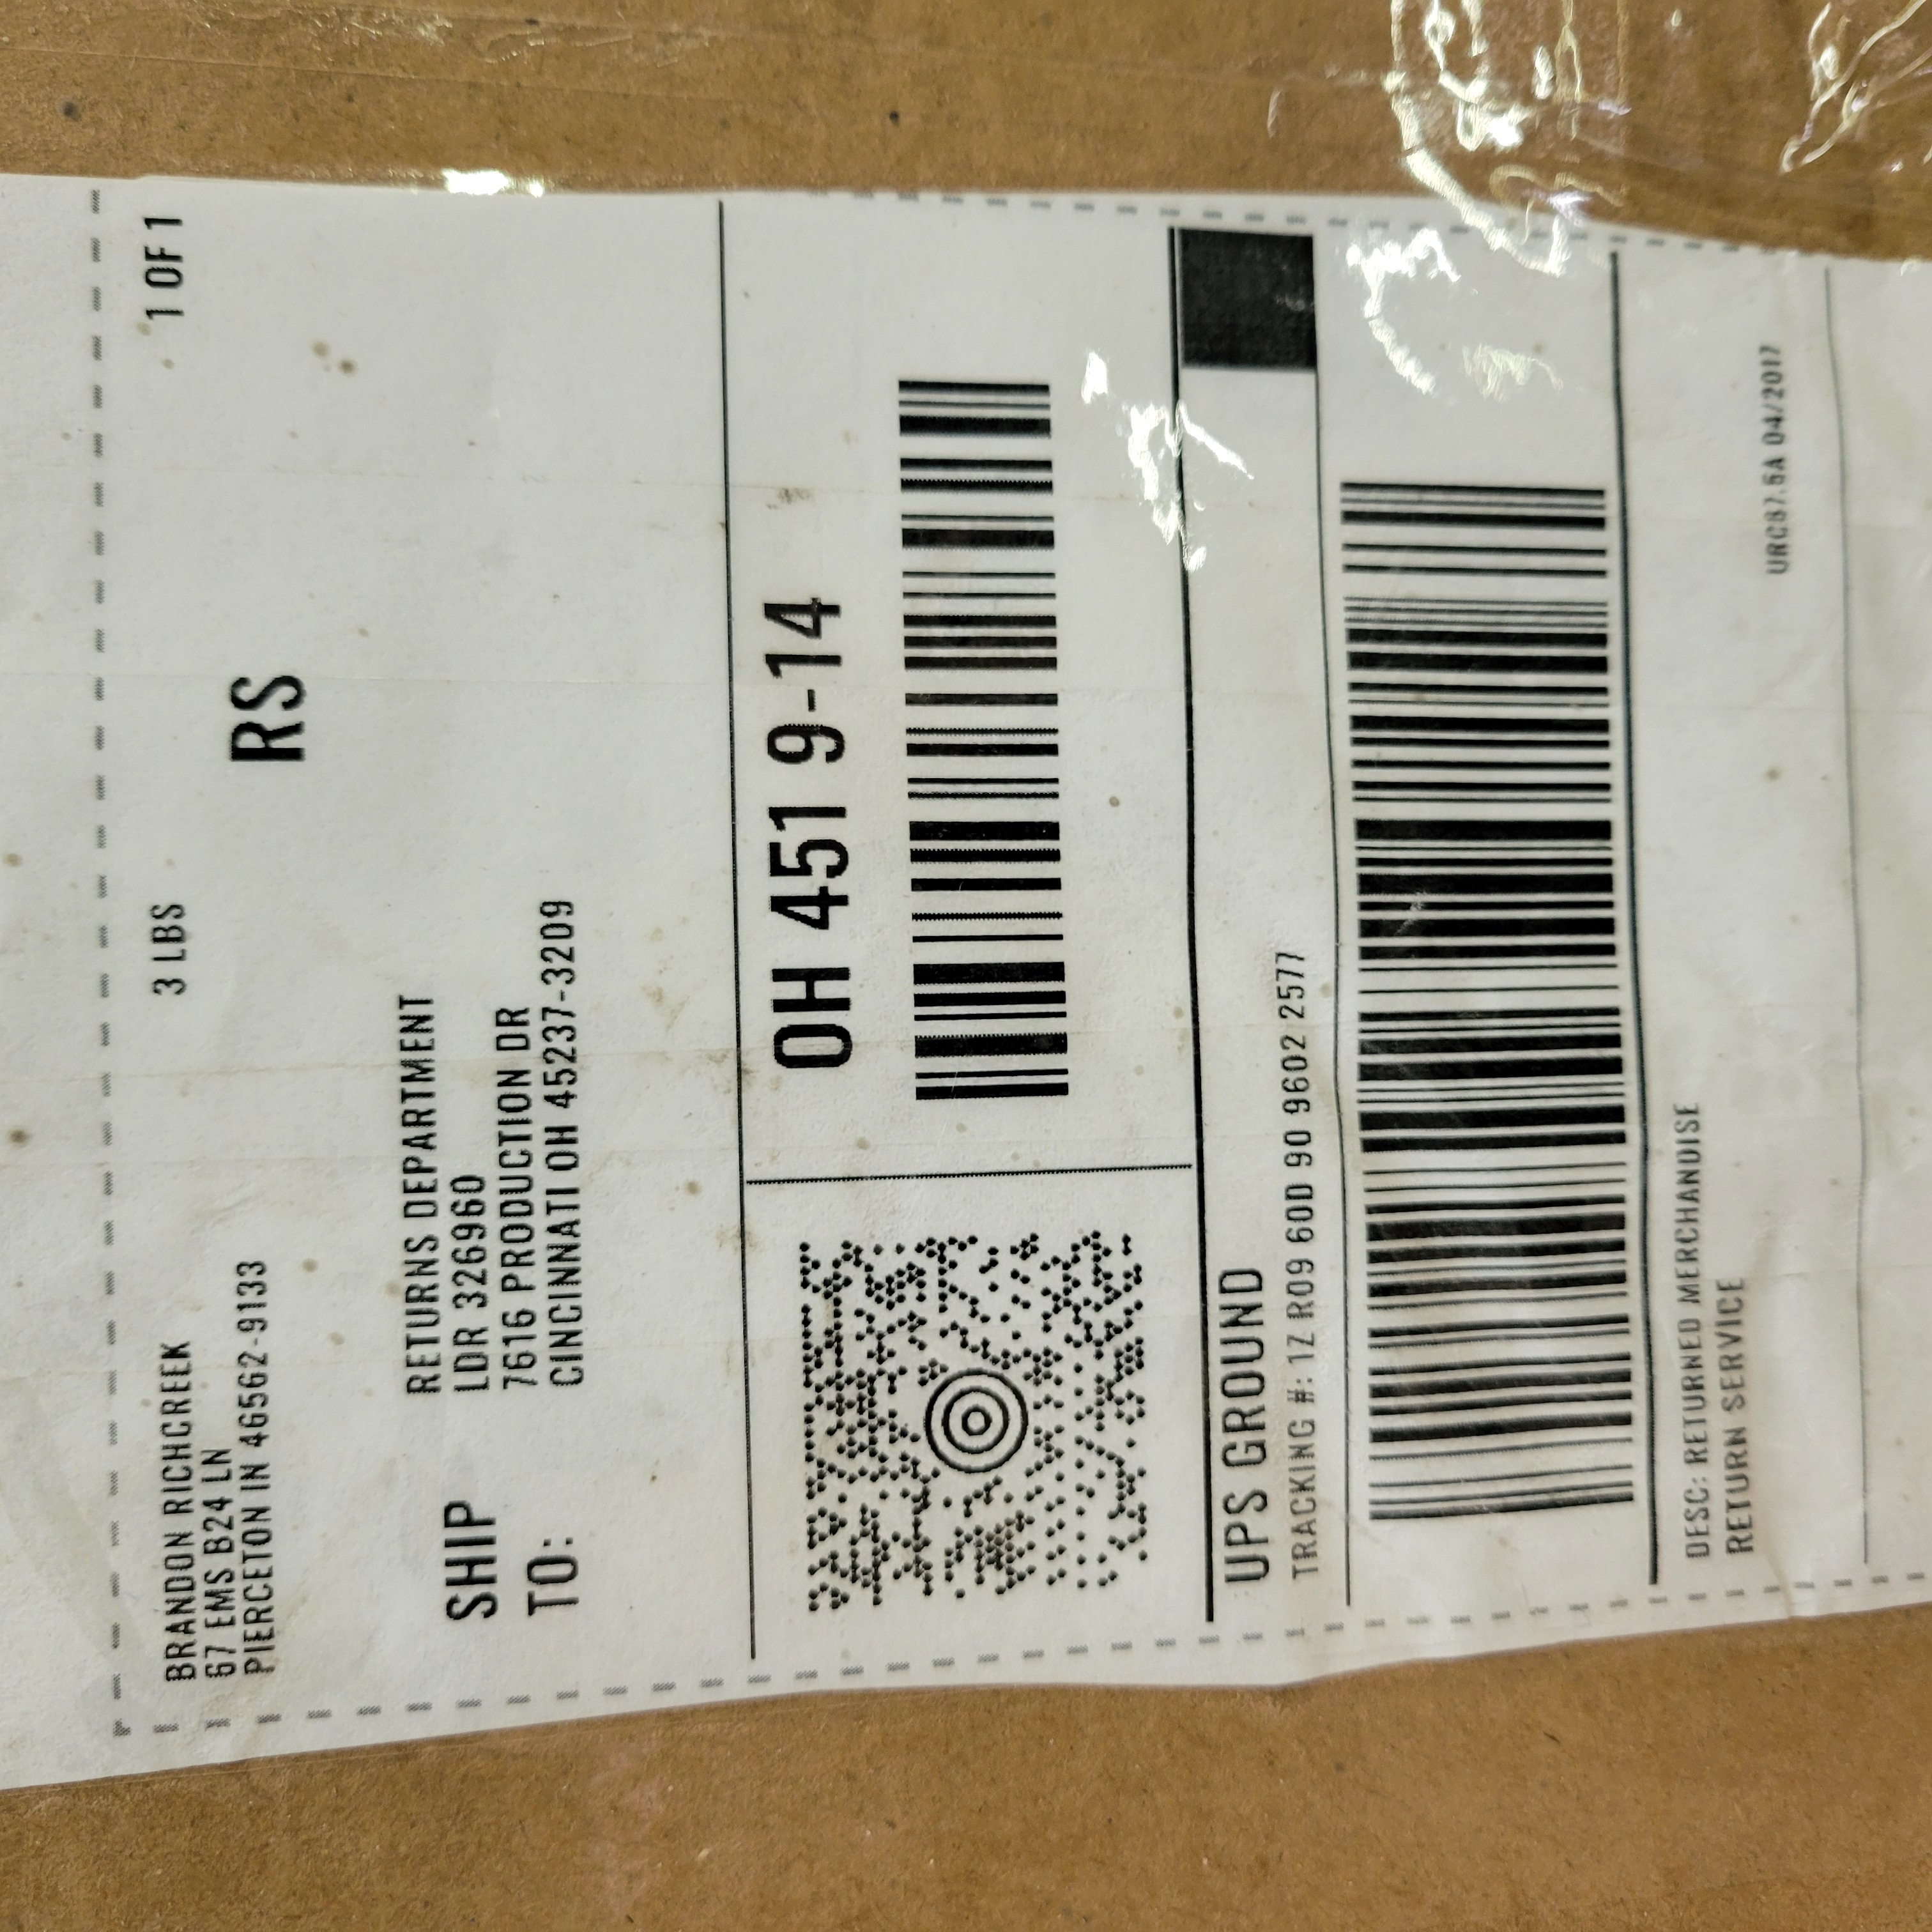 BRANDON RICHCREEK
67 EMS B24 LN
PIERCETON IN 46562-9133
3 LBS
1 OF 1
RS
SHIP
TO:
RETURNS DEPARTMENT
LDR 326960
7616 PRODUCTION DR
CINCINNATI OH 45237-3209
OH 451 9-14
UPS GROUND
TRACKING #: 1Z R09 60D 90 9602 2577
DESC: RETURNED MERCHANDISE
RETURN SERVICE
URC87.5A 04/2017